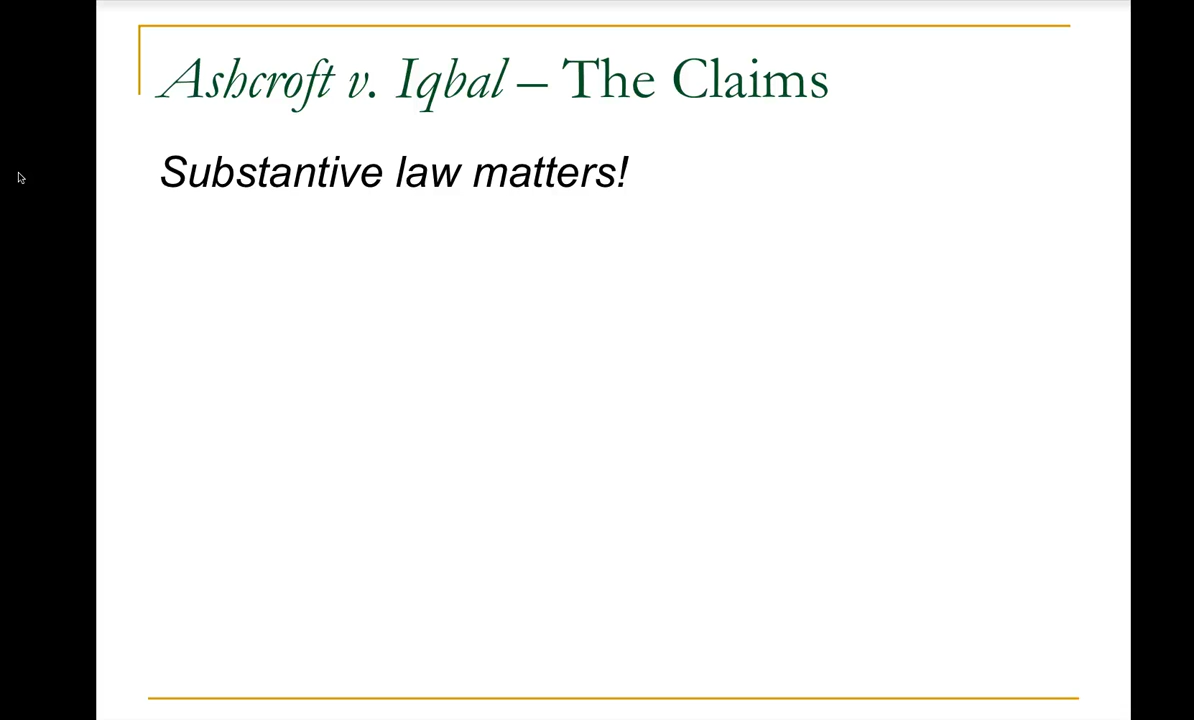 Ashcroft v. Iqbal – The Claims
Substantive law matters!